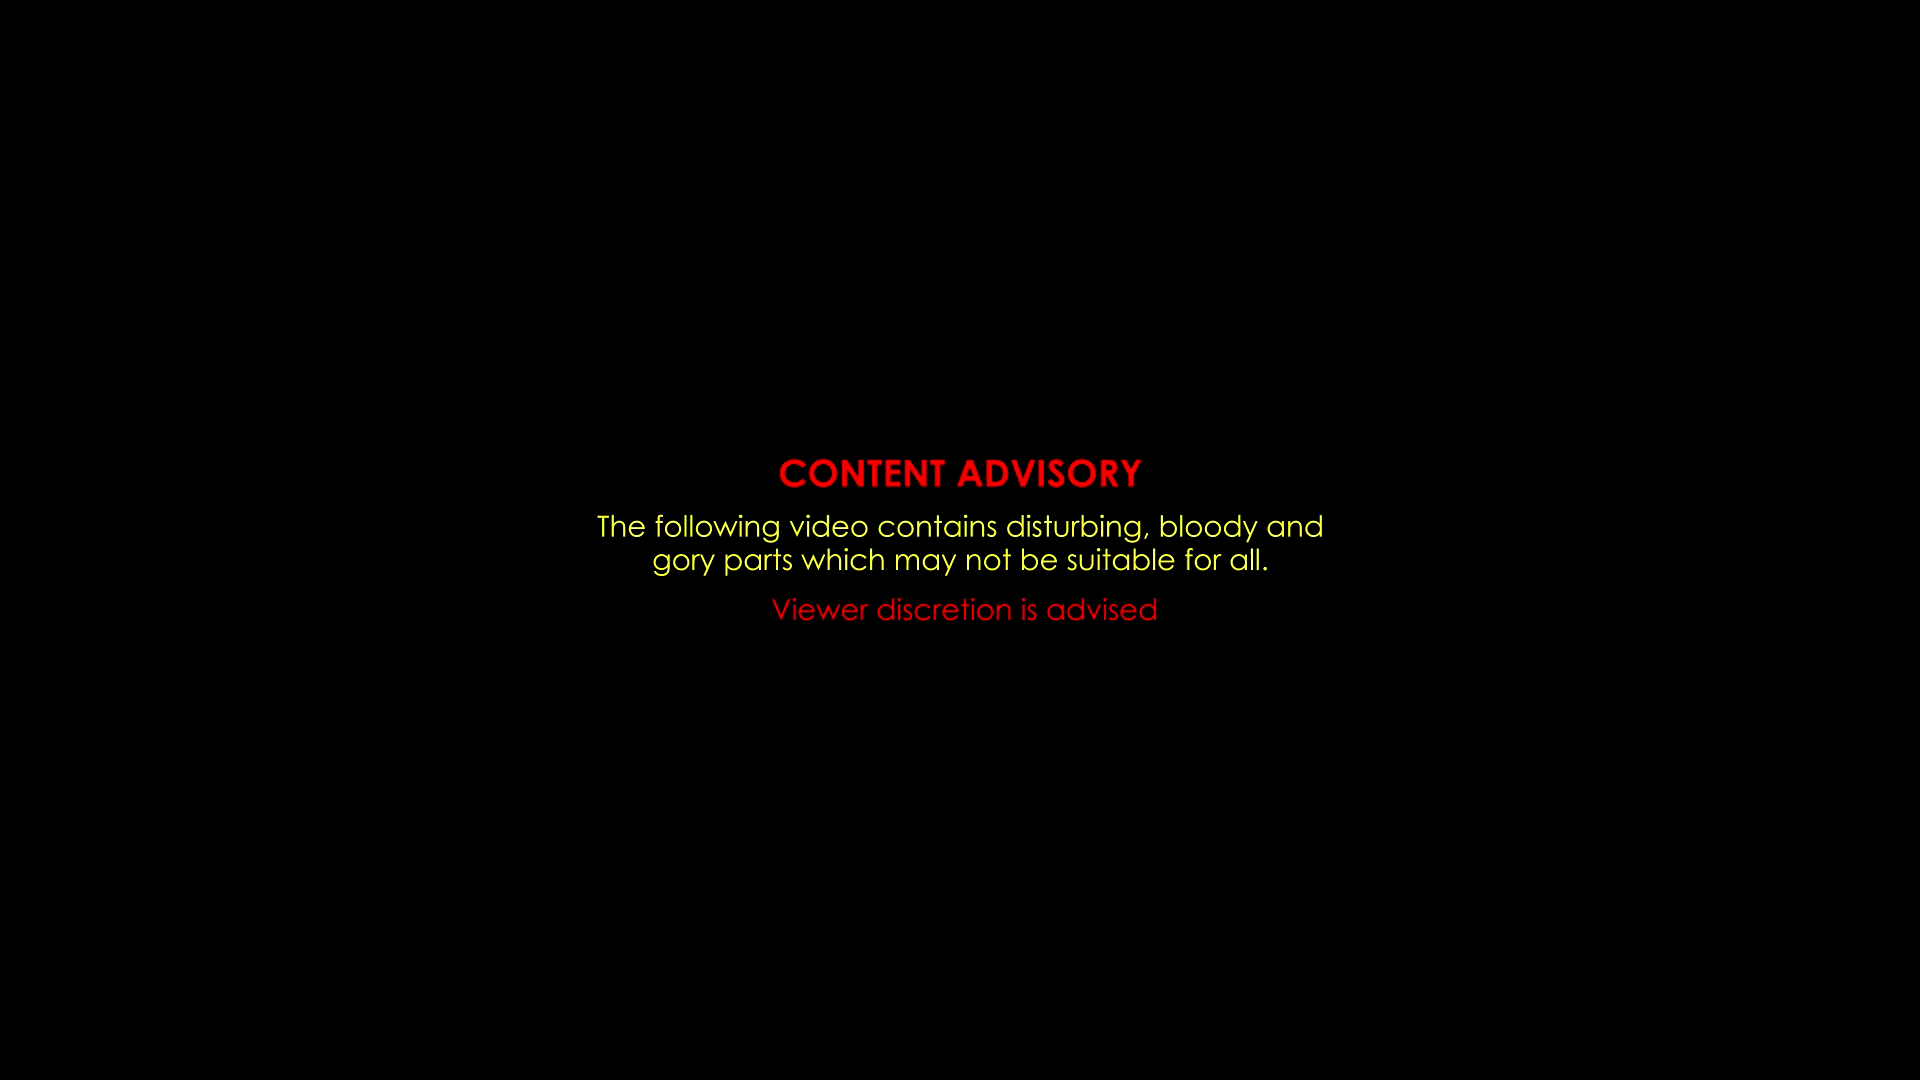 CONTENT ADVISORY
The following video contains disturbing, bloody and
gory parts which may not be suitable for all.
Viewer discretion is advised